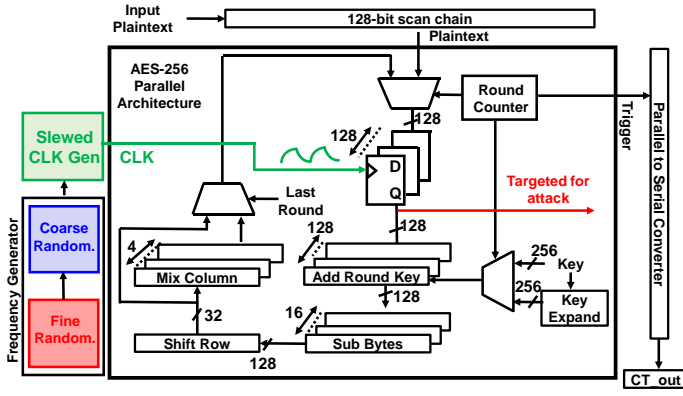 Input
Plaintext
128-bit scan chain
Plaintext
AES-256
Parallel
Architecture
Round
Counter
128
128
Trigger
Parallel to Serial Converter
Slewed
CLK Gen
CLK
D
Q
Targeted for
attack
Last
Round
128
128
Frequency Generator
Coarse
Random.
4
Mix Column
Add Round Key
256
Key
256
Key
Expand
128
Fine
Random.
32
16
Shift Row
128
Sub Bytes
CT_out